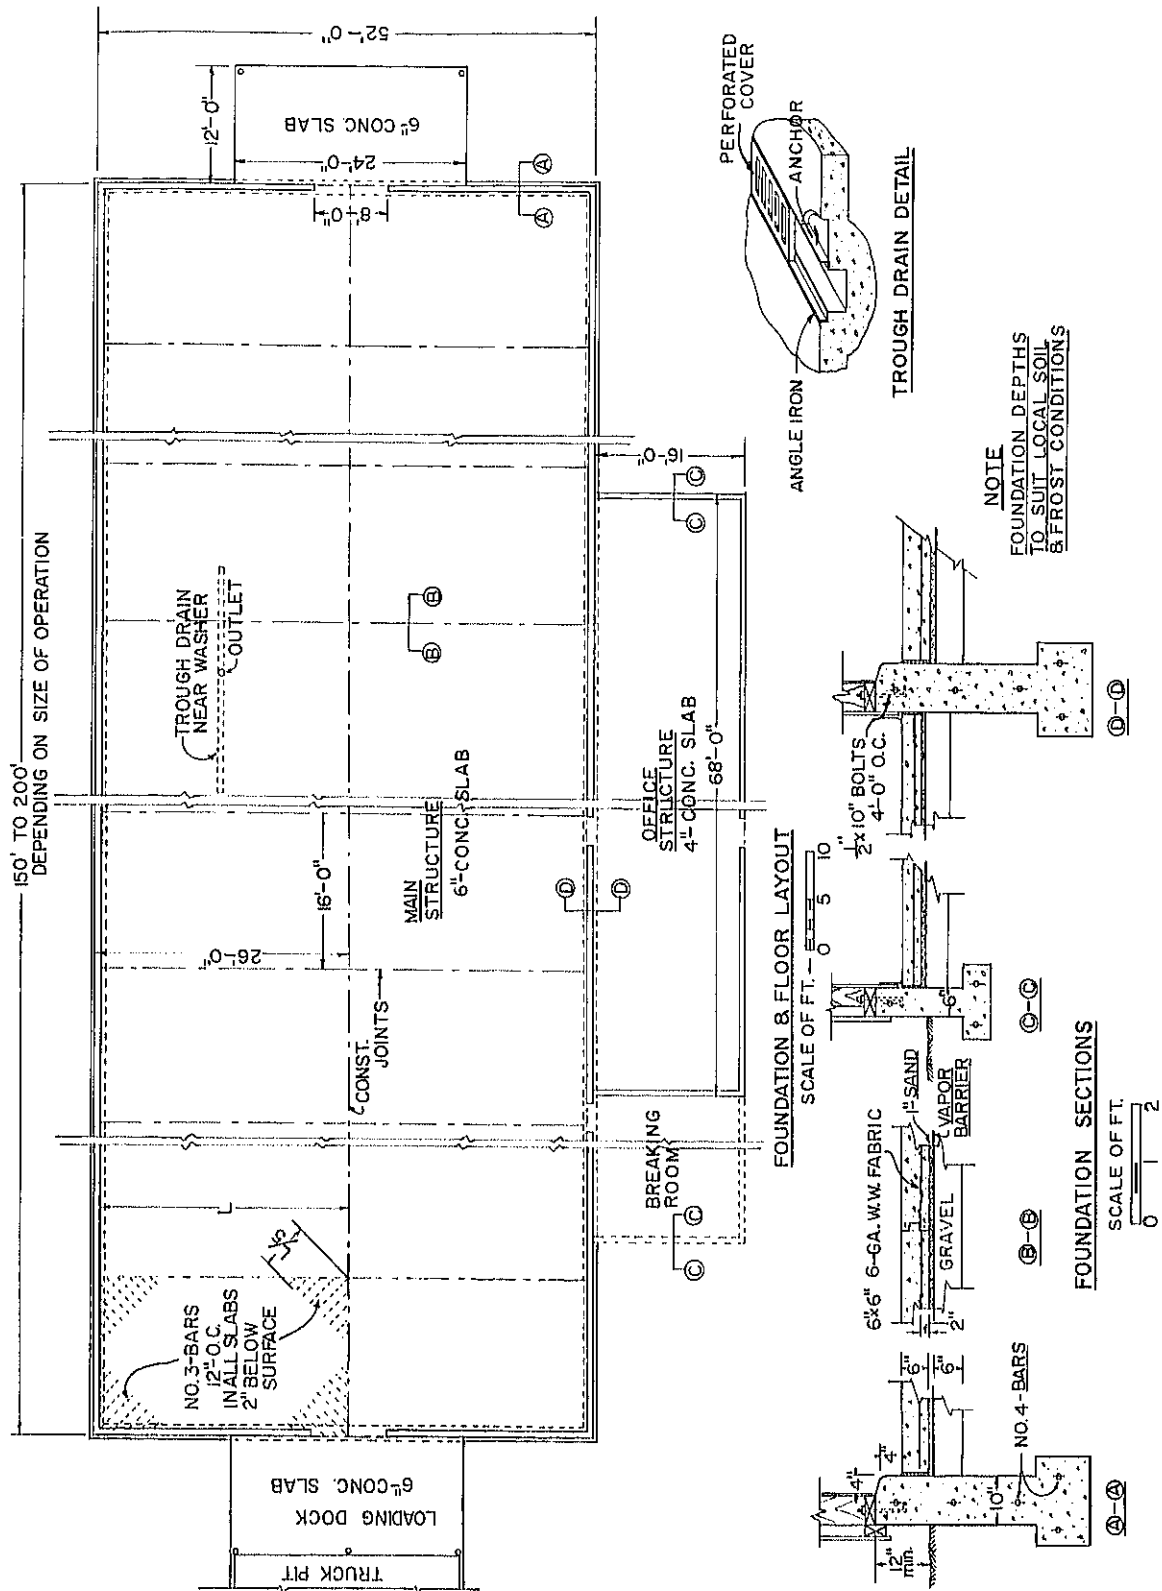 150' TO 200'
DEPENDING ON SIZE OF OPERATION
52'-0"
12'-0"
6" CONC. SLAB
24'-0"
8'-0"
A
A
TROUGH DRAIN
NEAR WASHER
OUTLET
B
B
16'-0"
26'-0"
MAIN
STRUCTURE
6"-CONC. SLAB
CONST.
JOINTS
L
L/5
NO.3-BARS
12"-O.C.
IN ALL SLABS
2" BELOW
SURFACE
LOADING DOCK
6"-CONC. SLAB
TRUCK PIT
D
D
OFFICE
STRUCTURE
4"-CONC. SLAB
68'-0"
16'-0"
C
C
BREAKING
ROOM
C
C
FOUNDATION & FLOOR LAYOUT
SCALE OF FT.
0 5 10
PERFORATED
COVER
ANCHOR
ANGLE IRON
TROUGH DRAIN DETAIL
NOTE
FOUNDATION DEPTHS
TO SUIT LOCAL SOIL
& FROST CONDITIONS
12"
min.
4"
4"
6"
6"
10"
NO.4-BARS
A-A
6"x6" 6-GA. W.W. FABRIC
1"-SAND
VAPOR
BARRIER
GRAVEL
2"
B-B
6"
C-C
1/2"x10" BOLTS
4'-0" O.C.
D-D
FOUNDATION SECTIONS
SCALE OF FT.
0 1 2